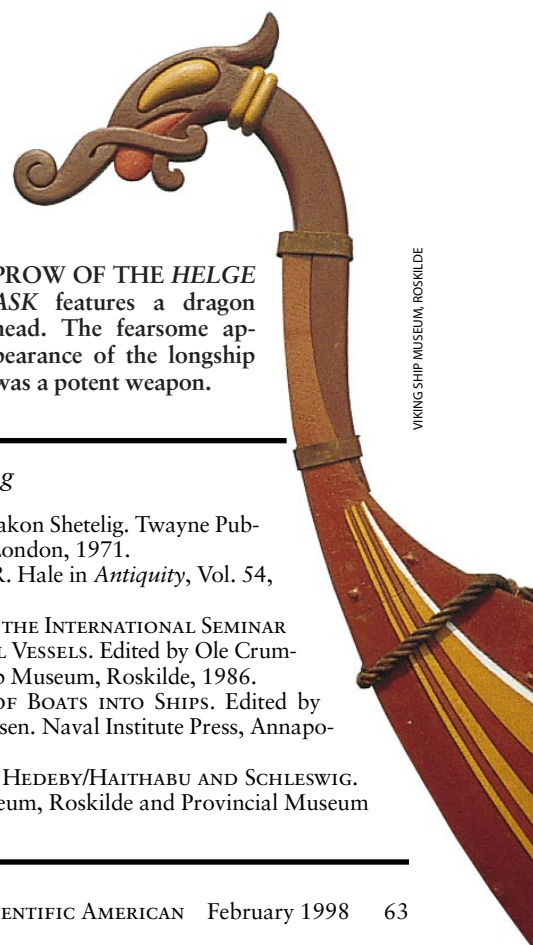 PROW OF THE HELGE
ASK features a dragon
head. The fearsome ap-
pearance of the longship
was a potent weapon.
VIKING SHIP MUSEUM, ROSKILDE
g
akon Shetelig. Twayne Pub-
London, 1971.
R. Hale in Antiquity, Vol. 54,
THE INTERNATIONAL SEMINAR
L VESSELS. Edited by Ole Crum-
p Museum, Roskilde, 1986.
OF BOATS INTO SHIPS. Edited by
sen. Naval Institute Press, Annapo-
HEDEBY/HAITHABU AND SCHLESWIG.
eum, Roskilde and Provincial Museum
ENTIFIC AMERICAN February 1998 63